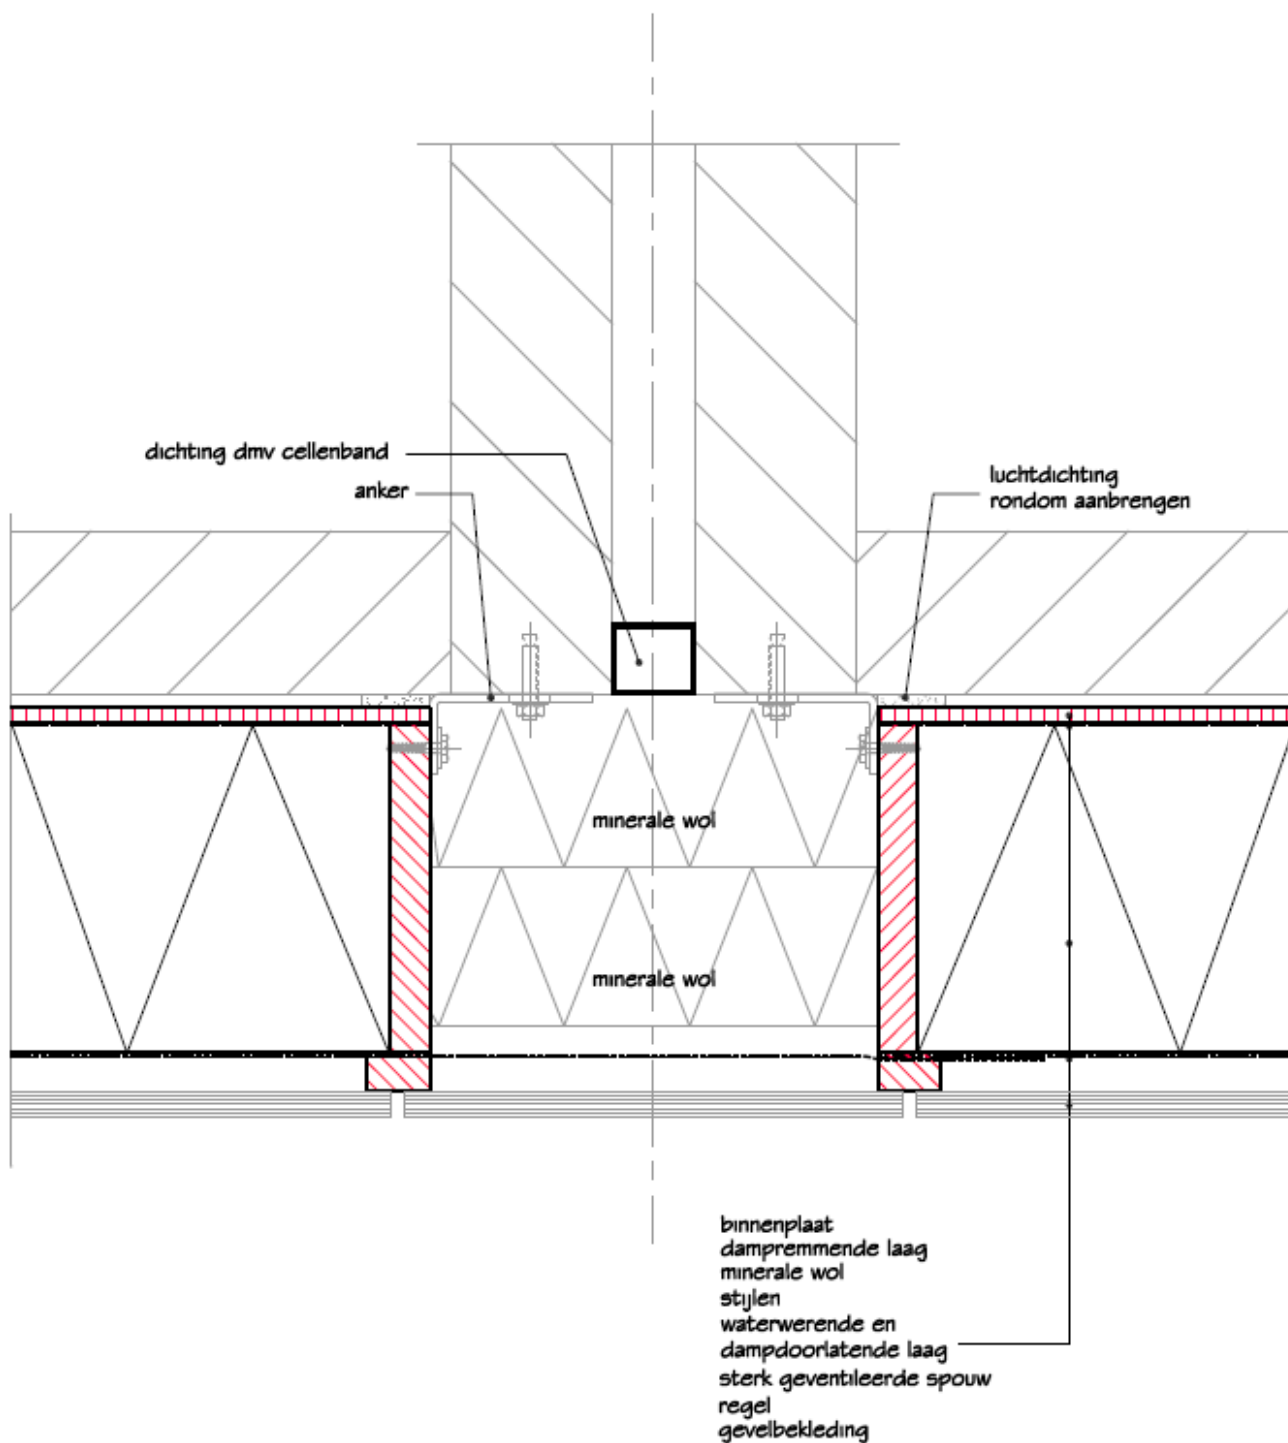 dichting dmv cellenband
anker
luchtdichting
rondom aanbrengen
minerale wol
minerale wol
binnenplaat
dampremmende laag
minerale wol
stijlen
waterwerende en
dampdoorlatende laag
sterk geventileerde spouw
regel
gevelbekleding